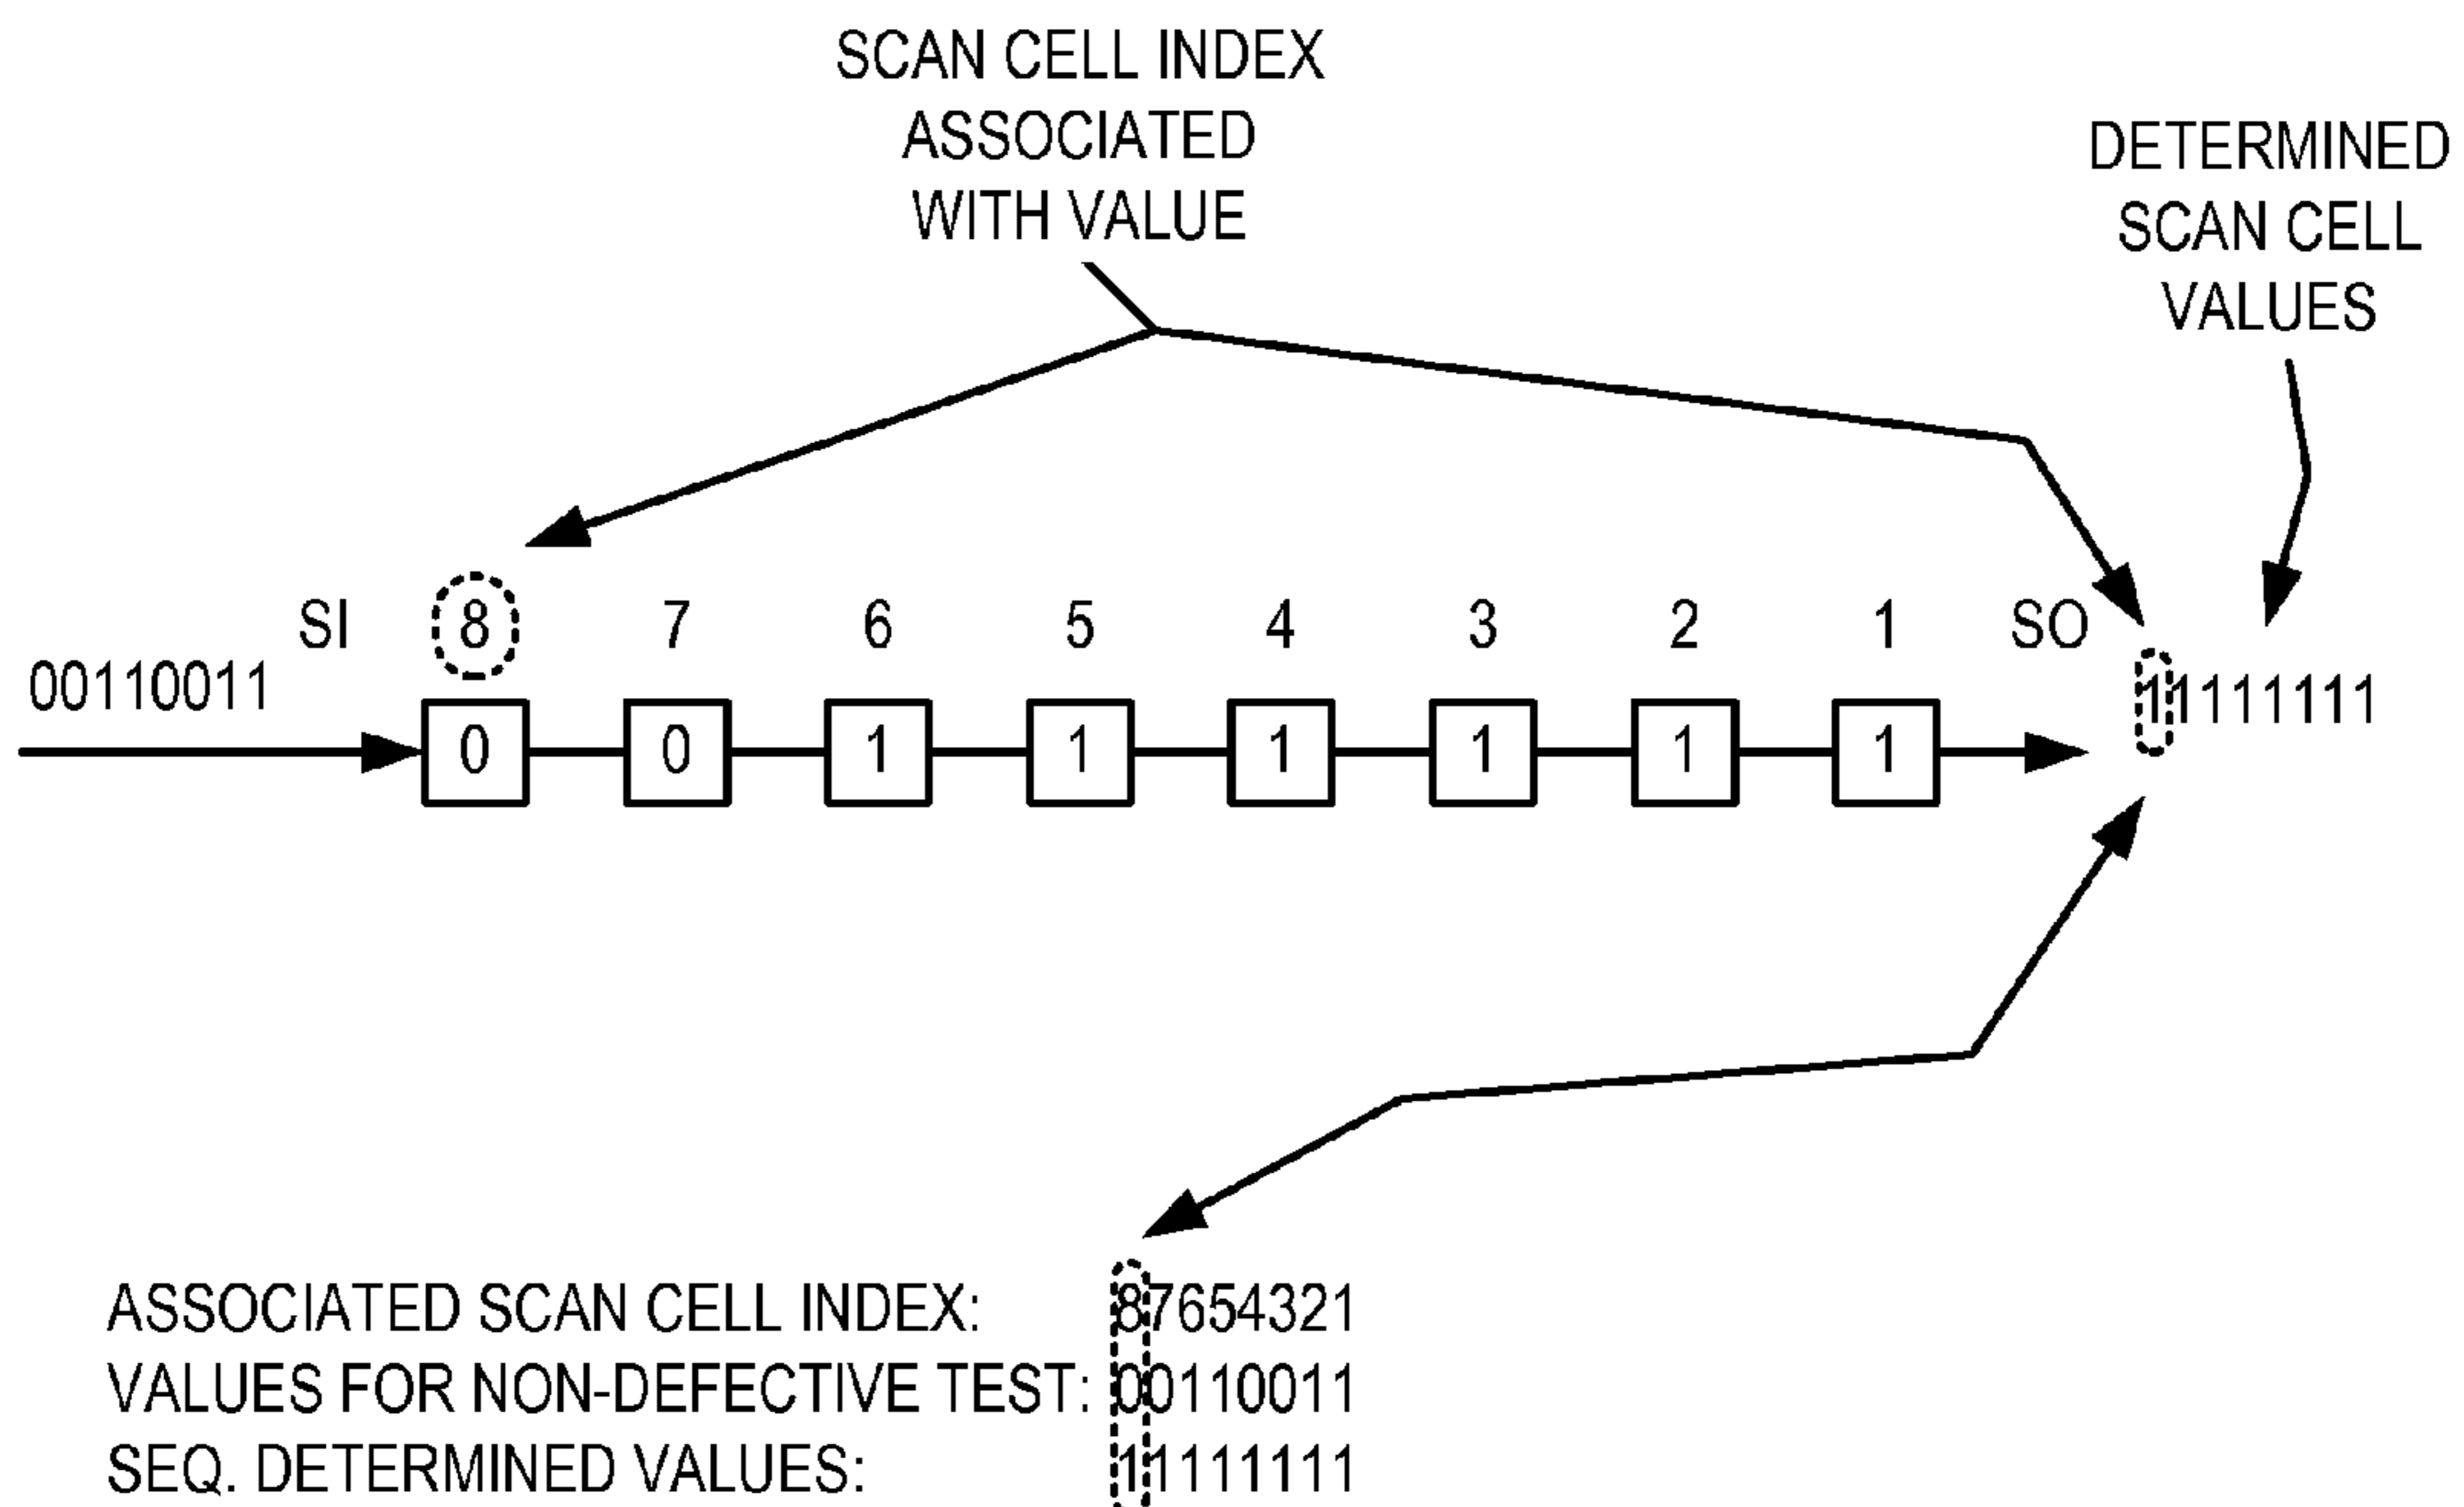 SCAN CELL INDEX
ASSOCIATED
WITH VALUE
DETERMINED
SCAN CELL
VALUES
SI 8 7 6 5 4 3 2 1 SO
00110011
11111111
0 0 1 1 1 1 1 1
ASSOCIATED SCAN CELL INDEX: 87654321
VALUES FOR NON-DEFECTIVE TEST: 00110011
SEQ. DETERMINED VALUES: 11111111